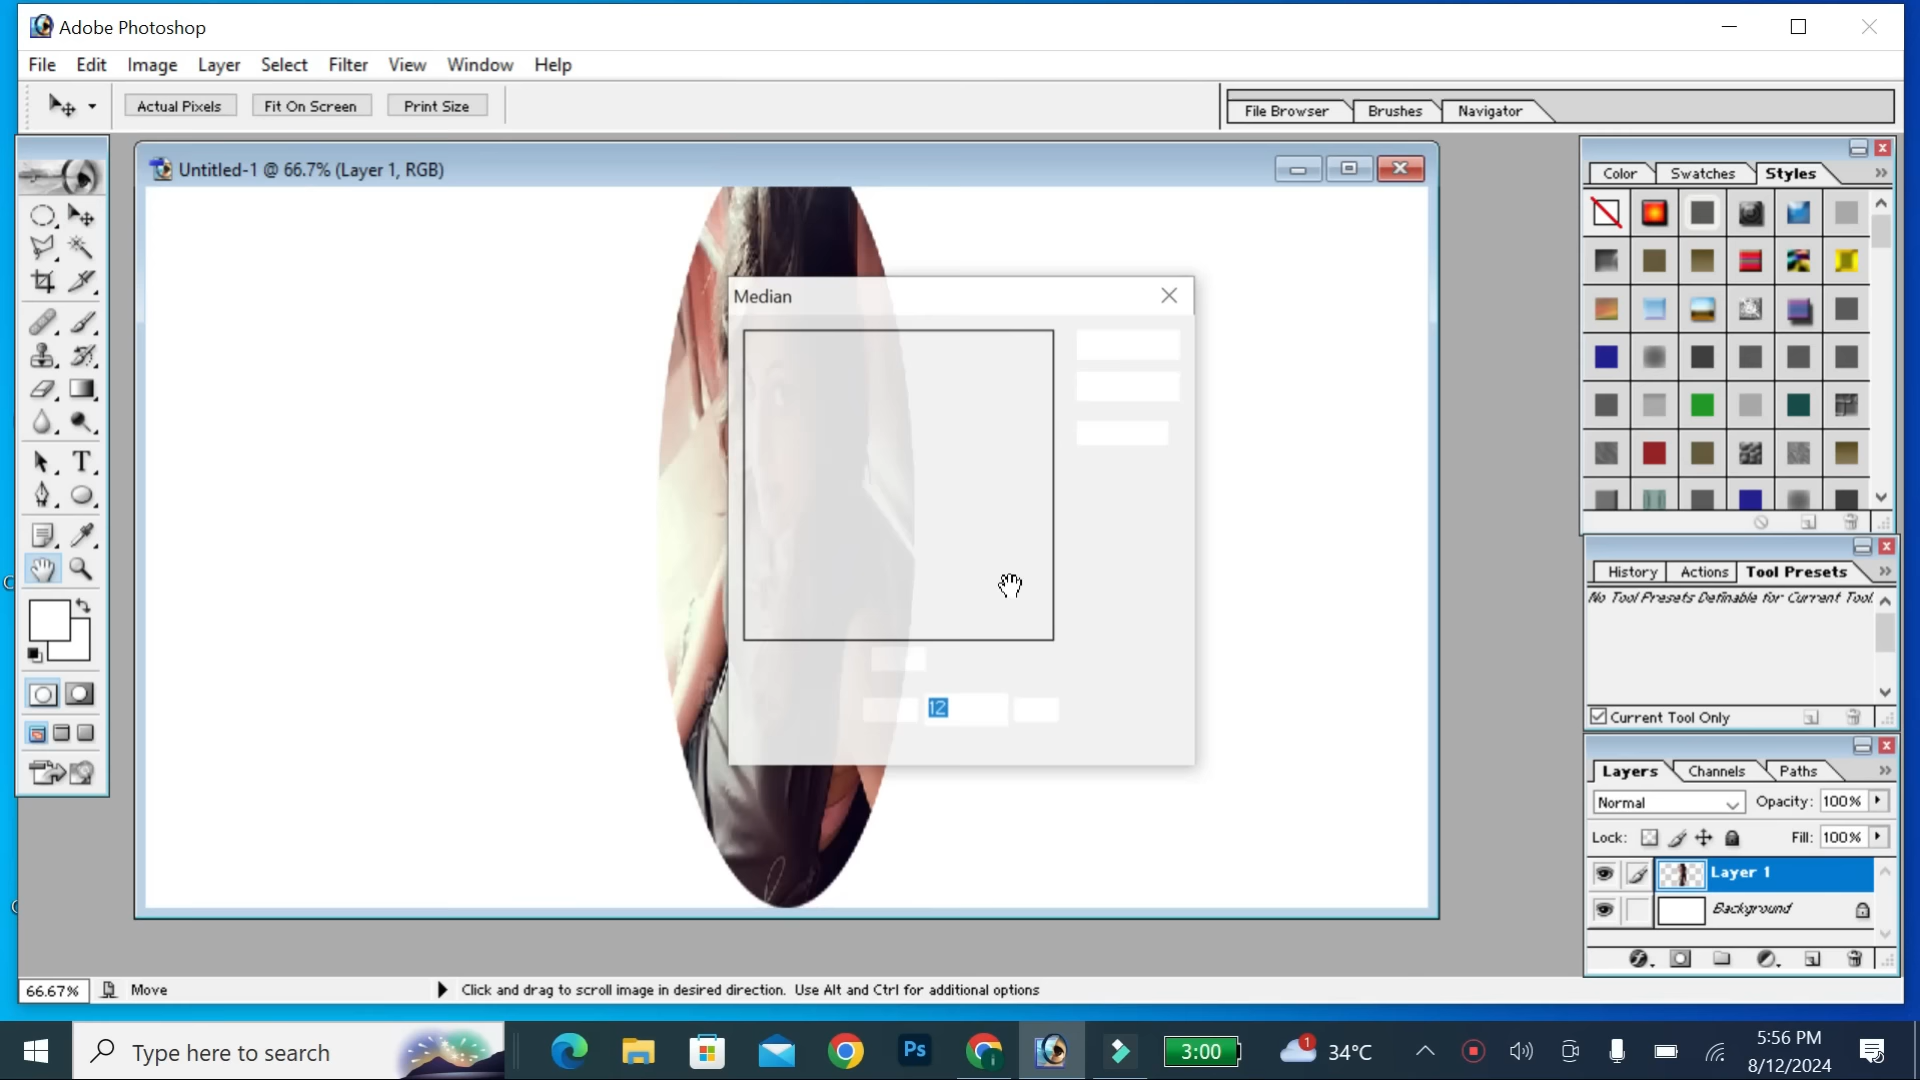 Adobe Photoshop
File Edit Image Layer Select Filter View Window Help
Actual Pixels Fit On Screen Print Size
File Browser Brushes Navigator
Untitled-1 @ 66.7% (Layer 1, RGB)
Color Swatches Styles
Median
12
History Actions Tool Presets
No Tool Presets Definable for Current Tool.
Current Tool Only
Layers Channels Paths
Normal Opacity: 100%
Lock: Fill: 100%
Layer 1
Background
66.67% Move Click and drag to scroll image in desired direction. Use Alt and Ctrl for additional options
Type here to search
Ps
3:00
1
34°C
5:56 PM
8/12/2024